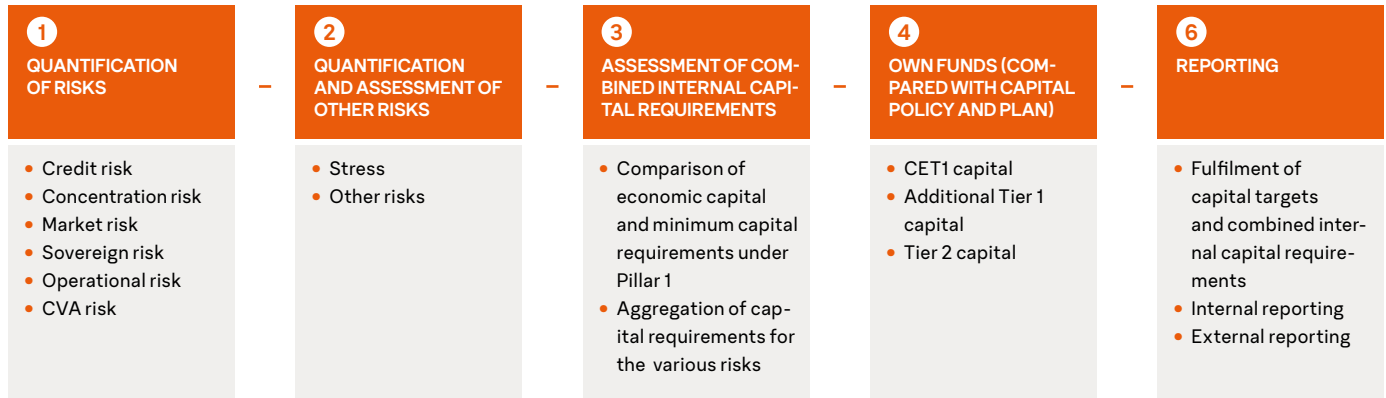 1
QUANTIFICATION
OF RISKS
• Credit risk
• Concentration risk
• Market risk
• Sovereign risk
• Operational risk
• CVA risk
–
2
QUANTIFICATION
AND ASSESSMENT OF
OTHER RISKS
• Stress
• Other risks
–
3
ASSESSMENT OF COM-
BINED INTERNAL CAPI-
TAL REQUIREMENTS
• Comparison of
economic capital
and minimum capital
requirements under
Pillar 1
• Aggregation of cap-
ital requirements for
the various risks
–
4
OWN FUNDS (COM-
PARED WITH CAPITAL
POLICY AND PLAN)
• CET1 capital
• Additional Tier 1
capital
• Tier 2 capital
–
6
REPORTING
• Fulfilment of
capital targets
and combined inter-
nal capital require-
ments
• Internal reporting
• External reporting